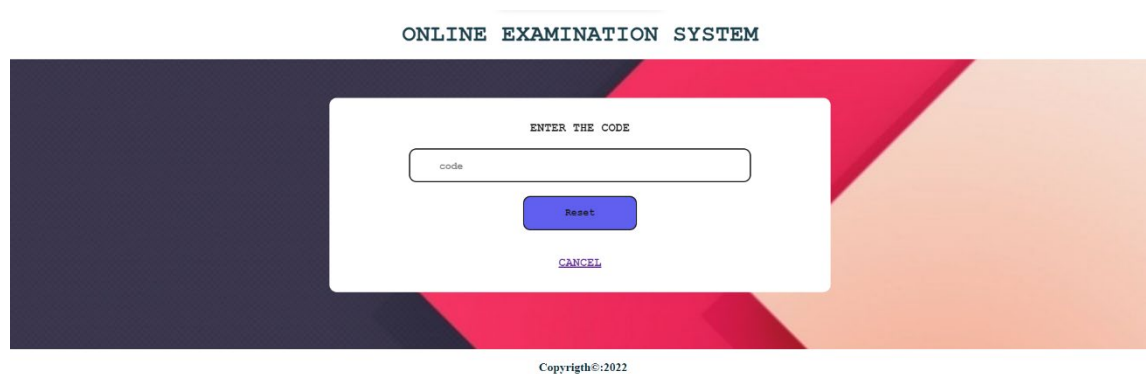 ONLINE EXAMINATION SYSTEM
ENTER THE CODE
code
Reset
CANCEL
Copyrigth©:2022